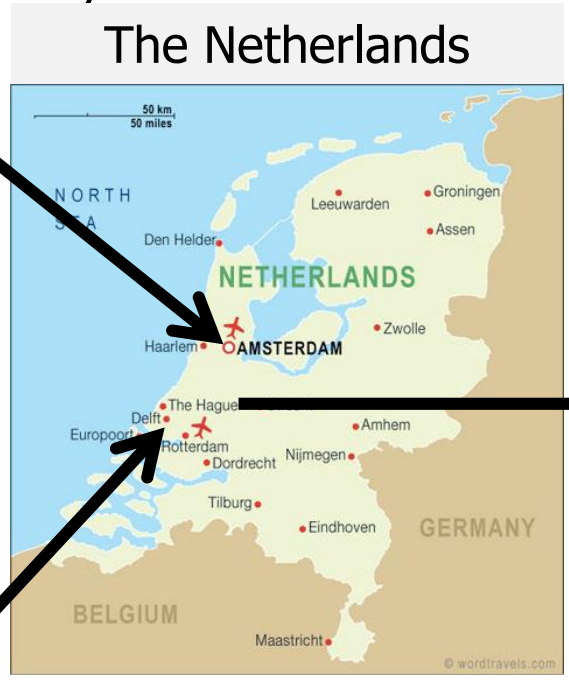 The Netherlands
50 km
50 miles
NORTH
SEA
Leeuwarden
Groningen
Assen
Den Helder
NETHERLANDS
Zwolle
Haarlem
AMSTERDAM
The Hague
Delft
Amhem
Europoort
Rotterdam
Nijmegen
Dordrecht
Tilburg
Eindhoven
GERMANY
BELGIUM
Maastricht
© wordtravels.com